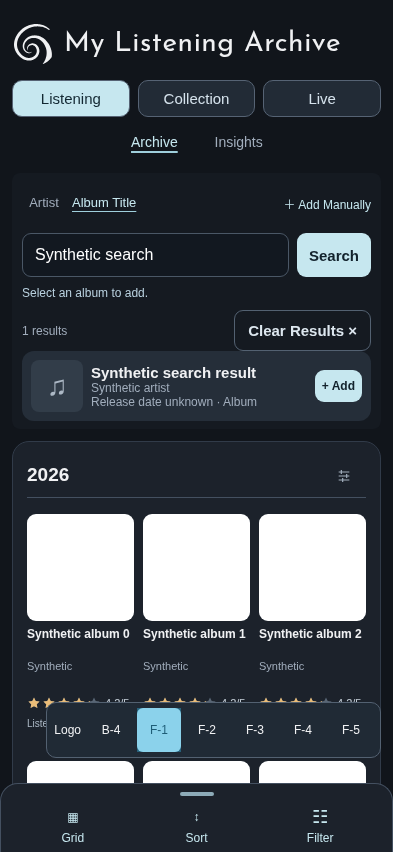 My Listening Archive
Listening Collection Live
Archive Insights
Artist Album Title + Add Manually
Synthetic search Search
Select an album to add.
1 results Clear Results ×
Synthetic search result
Synthetic artist
Release date unknown · Album
+ Add
2026
Synthetic album 0 Synthetic album 1 Synthetic album 2
Synthetic Synthetic Synthetic
Logo B-4 F-1 F-2 F-3 F-4 F-5
Grid Sort Filter